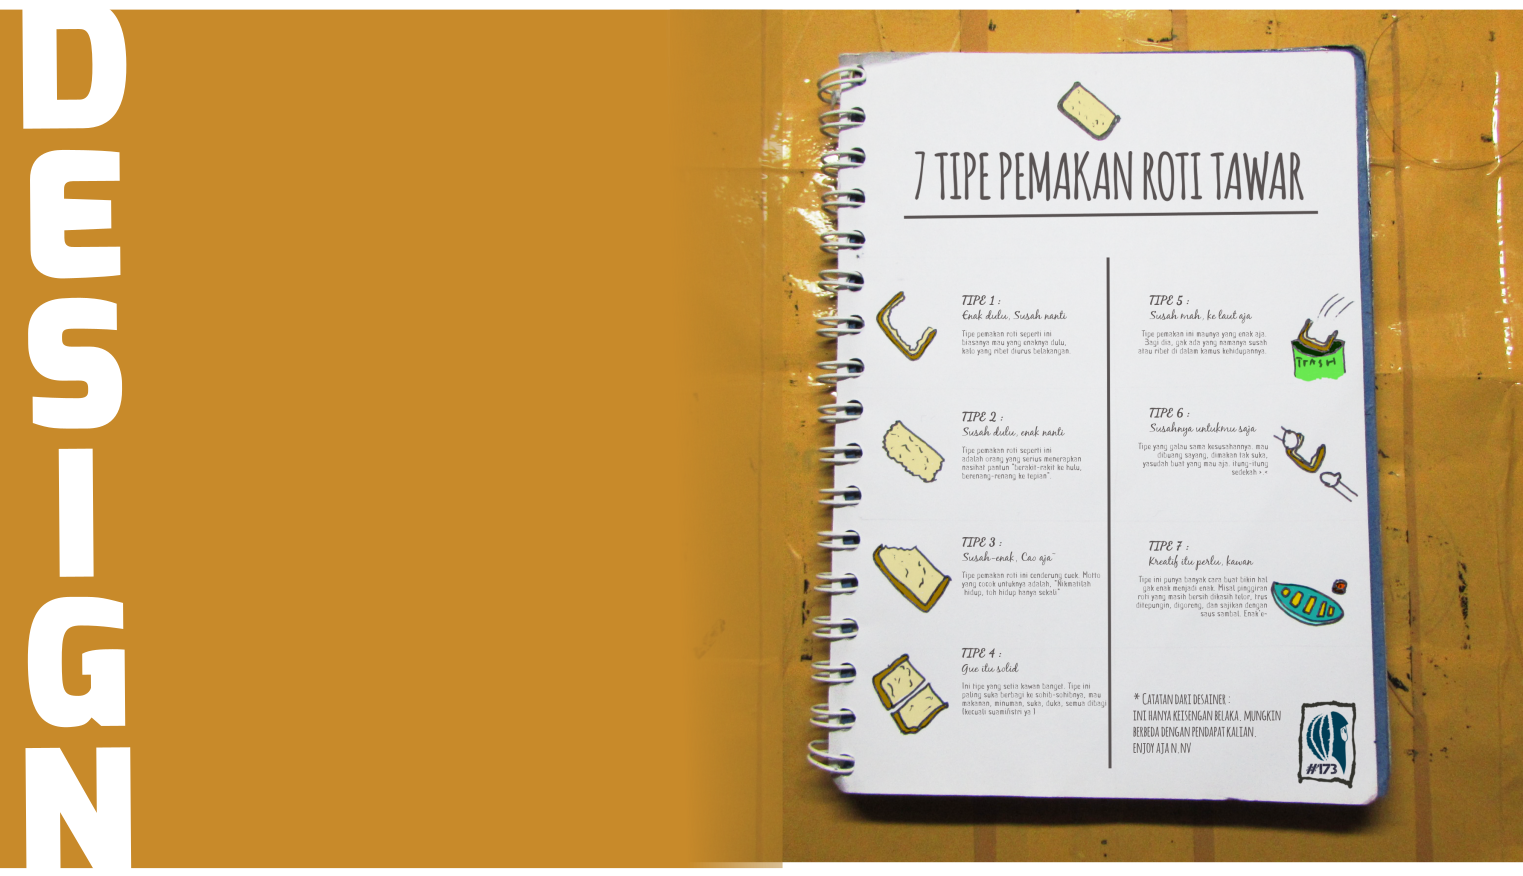 DESIGN
7 TIPE PEMAKAN ROTI TAWAR
TIPE 1 :
Enak dulu, Susah nanti
Tipe pemakan roti seperti ini
biasanya mau yang enaknya dulu,
kalo yang ribet diurus belakangan.
TIPE 2 :
Susah dulu, enak nanti
Tipe pemakan roti seperti ini
adalah orang yang serius menerapkan
nasihat pantun "berakit-rakit ke hulu,
berenang-renang ke tepian".
TIPE 3 :
Susah-enak, Cao aja~
Tipe pemakan roti ini cenderung cuek. Motto
yang cocok untuknya adalah, "Nikmatilah
hidup, toh hidup hanya sekali"
TIPE 4 :
Gue itu solid
Ini tipe yang setia kawan banget. Tipe ini
paling suka berbagi ke sohib-sohibnya, mau
makanan, minuman, suka, duka, semua dibagi
(kecuali suami/istri ya )
TIPE 5 :
Susah mah, ke laut aja
Tipe pemakan ini maunya yang enak aja.
Bagi dia, gak ada yang namanya susah
atau ribet di dalam kamus kehidupannya.
TRASH
TIPE 6 :
Susahnya untukmu saja
Tipe yang galau sama kesusahannya. mau
dibuang sayang, dimakan tak suka,
yasudah buat yang mau aja. itung-itung
sedekah
TIPE 7 :
Kreatif itu perlu, kawan
Tipe ini punya banyak cara buat bikin hal
gak enak menjadi enak. Misal pinggiran
roti yang masih bersih dikasih telor, trus
ditepungin, digoreng, dan sajikan dengan
saus sambal. Enak e~
* CATATAN DARI DESAINER :
INI HANYA KEISENGAN BELAKA. MUNGKIN
BERBEDA DENGAN PENDAPAT KALIAN.
ENJOY AJA N.NV
#173